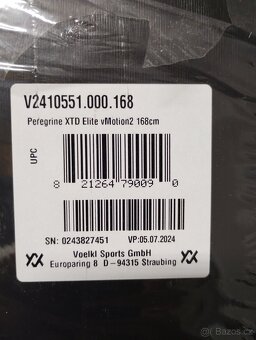 V2410551.000.168
Peregrine XTD Elite vMotion2 168cm
UPC
8 21264 79009 0
SN: 0243827451 VP:05.07.2024
Voelkl Sports GmbH
Europaring 8 D-94315 Straubing
Bazoš.cz